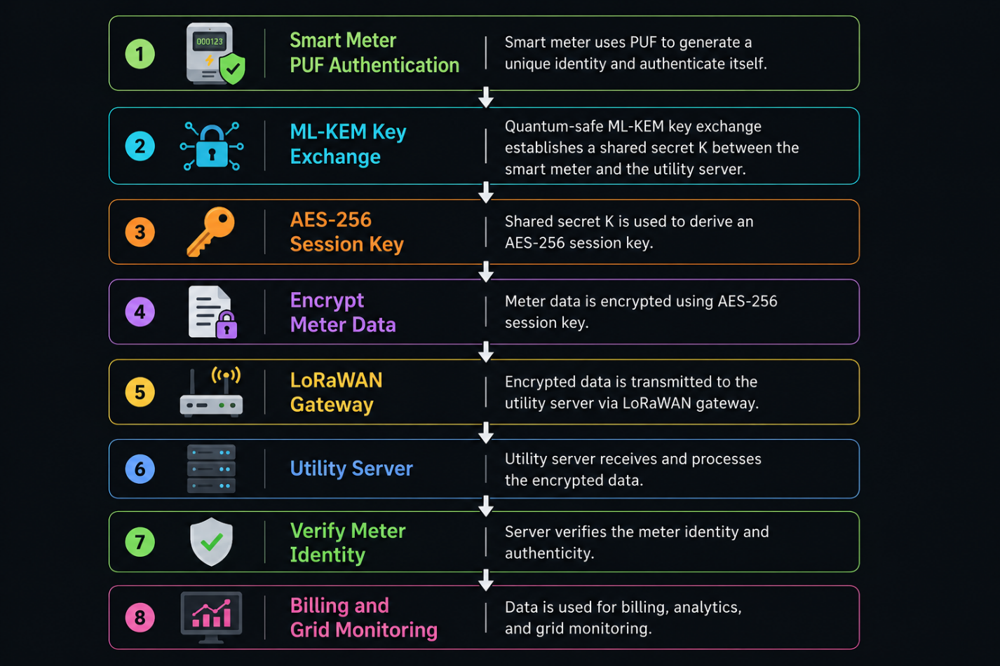 1
000123
Smart Meter
PUF Authentication
Smart meter uses PUF to generate a
unique identity and authenticate itself.
2
ML-KEM Key
Exchange
Quantum-safe ML-KEM key exchange
establishes a shared secret K between the
smart meter and the utility server.
3
AES-256
Session Key
Shared secret K is used to derive an
AES-256 session key.
4
Encrypt
Meter Data
Meter data is encrypted using AES-256
session key.
5
LoRaWAN
Gateway
Encrypted data is transmitted to the
utility server via LoRaWAN gateway.
6
Utility Server
Utility server receives and processes
the encrypted data.
7
Verify Meter
Identity
Server verifies the meter identity and
authenticity.
8
Billing and
Grid Monitoring
Data is used for billing, analytics,
and grid monitoring.